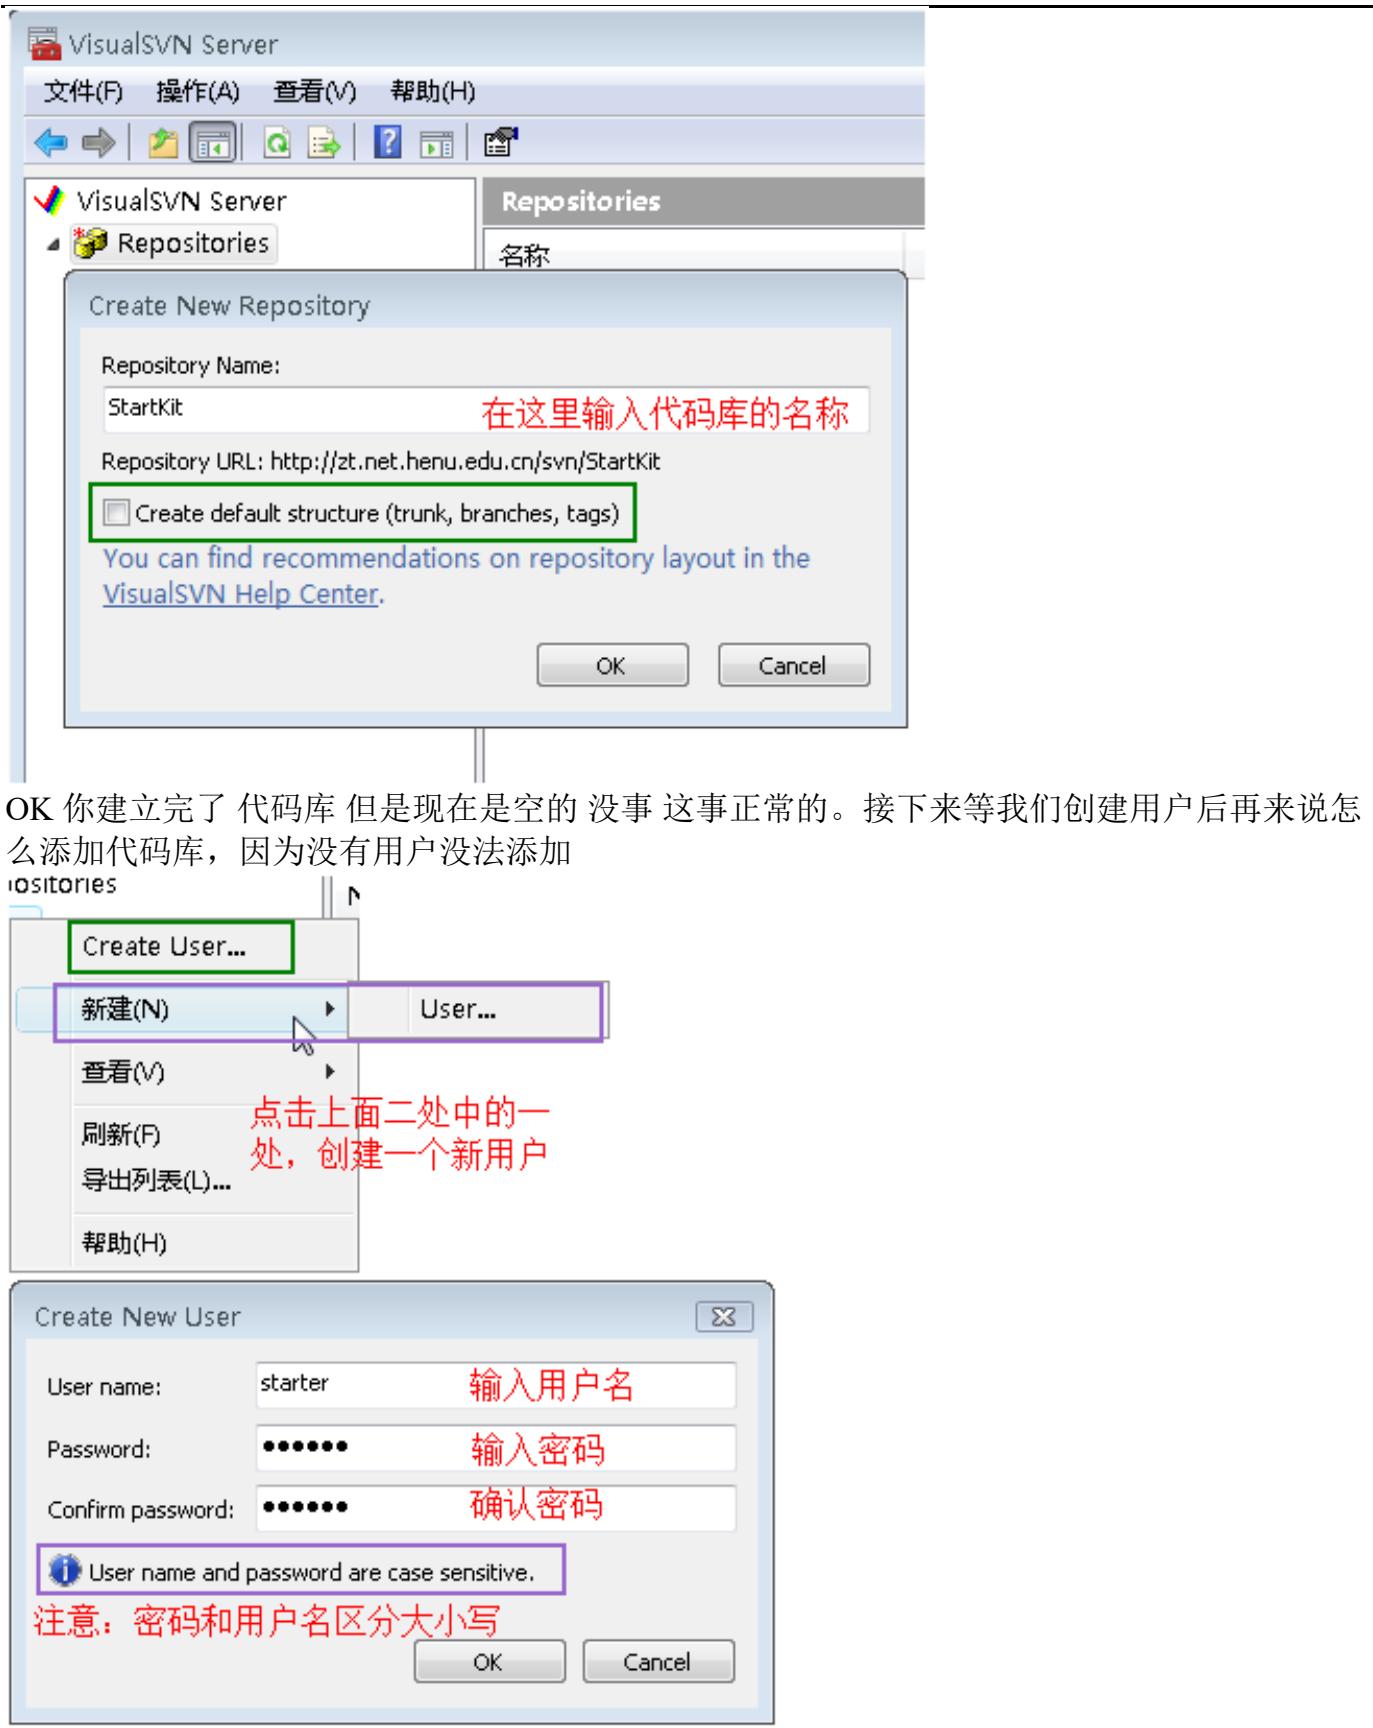 VisualSVN Server
文件(F) 操作(A) 查看(V) 帮助(H)
VisualSVN Server
Repositories
Repositories
名称
Create New Repository
Repository Name:
StartKit 在这里输入代码库的名称
Repository URL: http://zt.net.henu.edu.cn/svn/StartKit
Create default structure (trunk, branches, tags)
You can find recommendations on repository layout in the
VisualSVN Help Center.
OK Cancel
OK 你建立完了 代码库 但是现在是空的 没事 这事正常的。接下来等我们创建用户后再来说怎
么添加代码库，因为没有用户没法添加
ositories
Create User...
新建(N) User...
查看(V)
点击上面二处中的一
处，创建一个新用户
刷新(F)
导出列表(L)...
帮助(H)
Create New User
User name: starter 输入用户名
Password: •••••• 输入密码
Confirm password: •••••• 确认密码
User name and password are case sensitive.
注意：密码和用户名区分大小写
OK Cancel